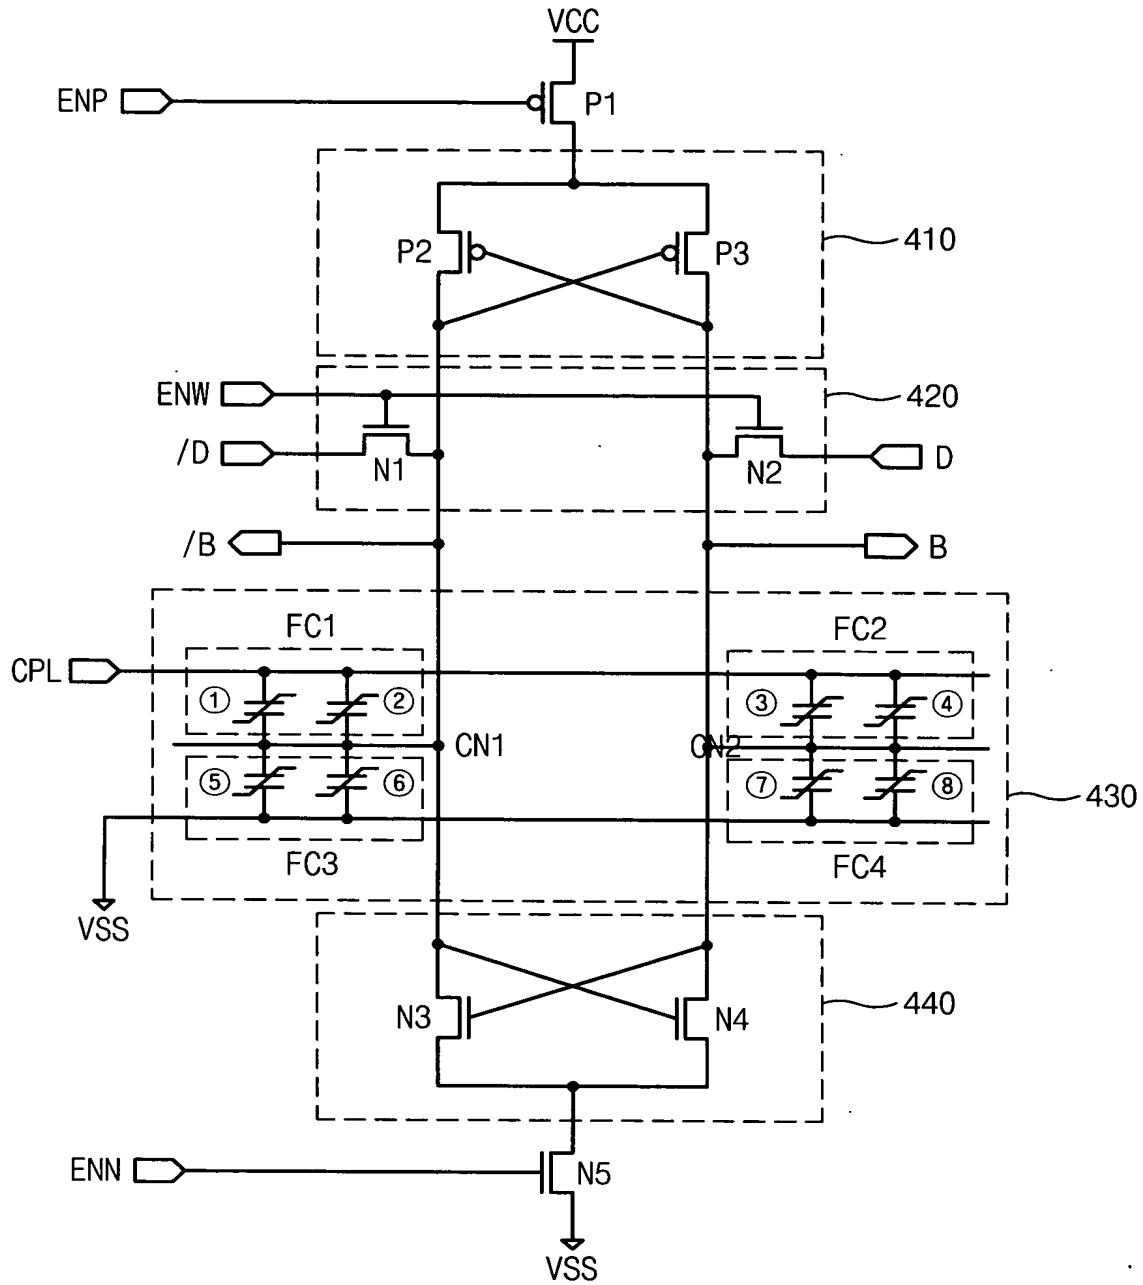 VCC
ENP
P1
P2
P3
410
ENW
420
/D
N1
N2
D
/B
B
FC1
FC2
CPL
① ② ③ ④
CN1
CN2
⑤ ⑥ ⑦ ⑧
430
FC3
FC4
VSS
N3
N4
440
ENN
N5
VSS